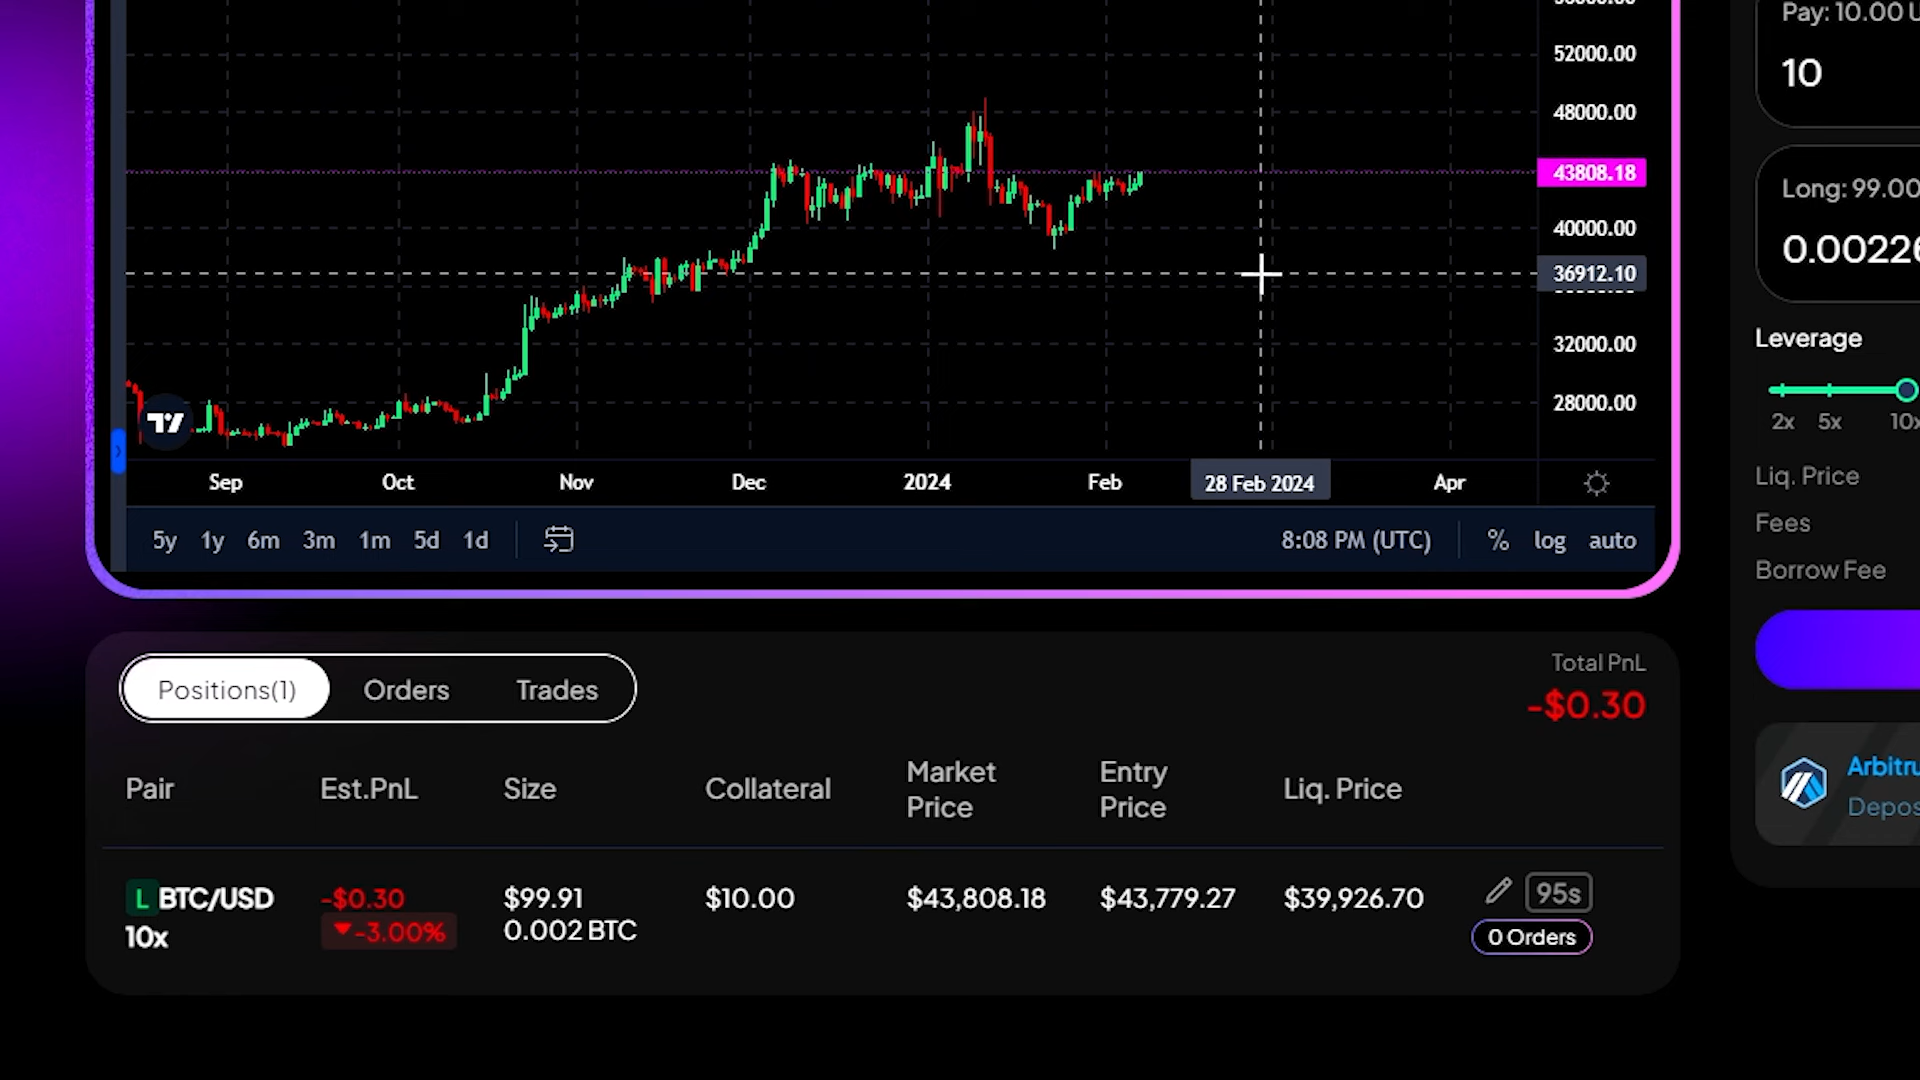 52000.00
48000.00
43808.18
40000.00
36912.10
32000.00
28000.00
Sep Oct Nov Dec 2024 Feb 28 Feb 2024 Apr
5y 1y 6m 3m 1m 5d 1d 8:08 PM (UTC) % log auto
Pay: 10.00
10
Long: 99.00
0.00226
Leverage
2x 5x 10x
Liq. Price
Fees
Borrow Fee
Positions(1) Orders Trades
Total PnL
-$0.30
Pair Est.PnL Size Collateral Market Price Entry Price Liq. Price
L BTC/USD -$0.30 $99.91 $10.00 $43,808.18 $43,779.27 $39,926.70 95s
10x -3.00% 0.002 BTC 0 Orders